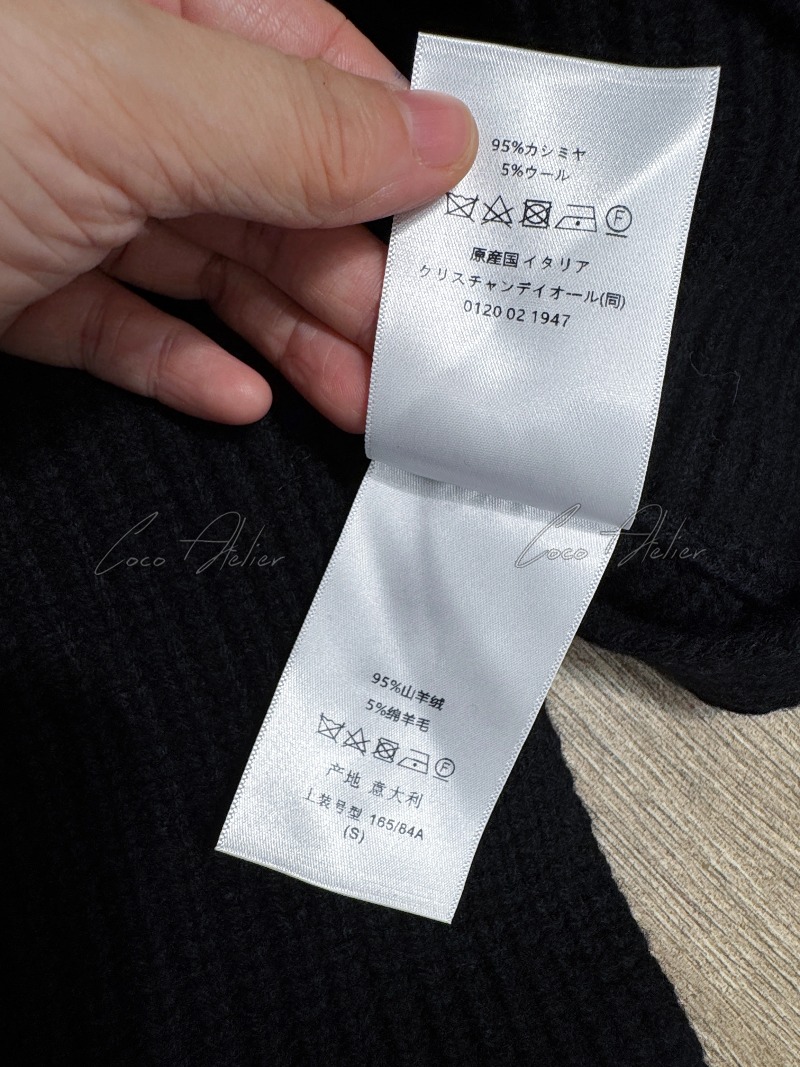 95%カシミヤ
5%ウール
F
原産国イタリア
クリスチャンディオール(同)
0120 02 1947
Coco Atelier
Coco Atelier
95%山羊绒
5%绵羊毛
F
产地 意大利
上装号型 165/84A
(S)